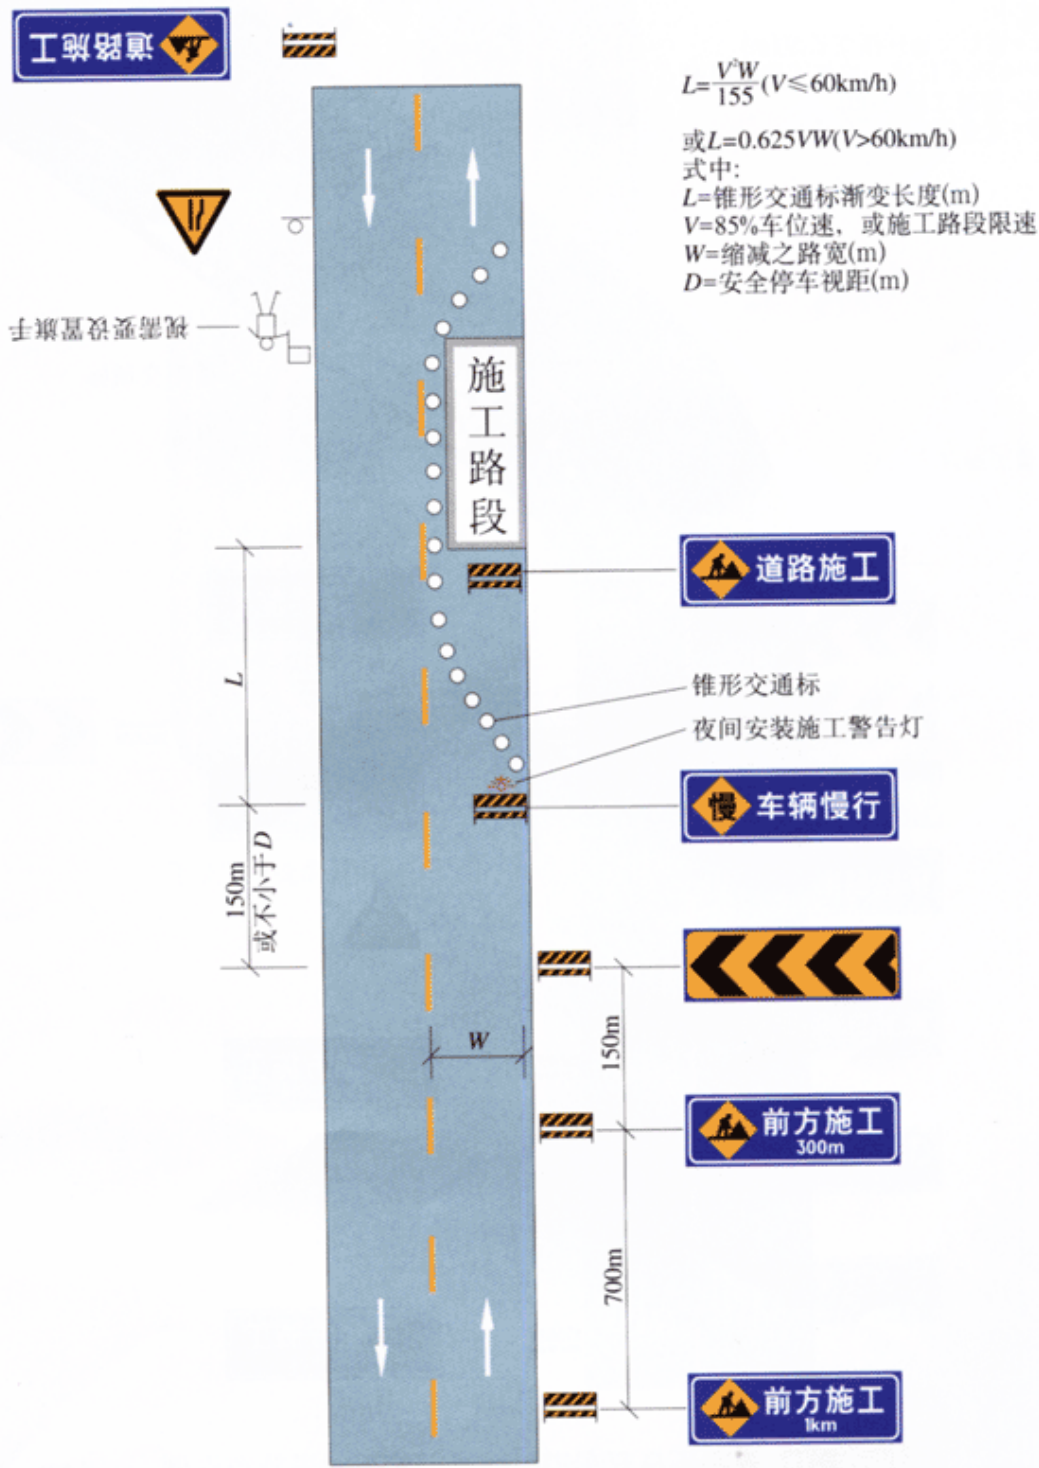 道路施工
L=V²W/155(V≤60km/h)
或L=0.625VW(V>60km/h)
式中:
L=锥形交通标渐变长度(m)
V=85%车位速，或施工路段限速
W=缩减之路宽(m)
D=安全停车视距(m)
视需要设置旗手
施工路段
道路施工
L
锥形交通标
夜间安装施工警告灯
慢 车辆慢行
150m
或不小于D
W
150m
前方施工
300m
700m
前方施工
1km